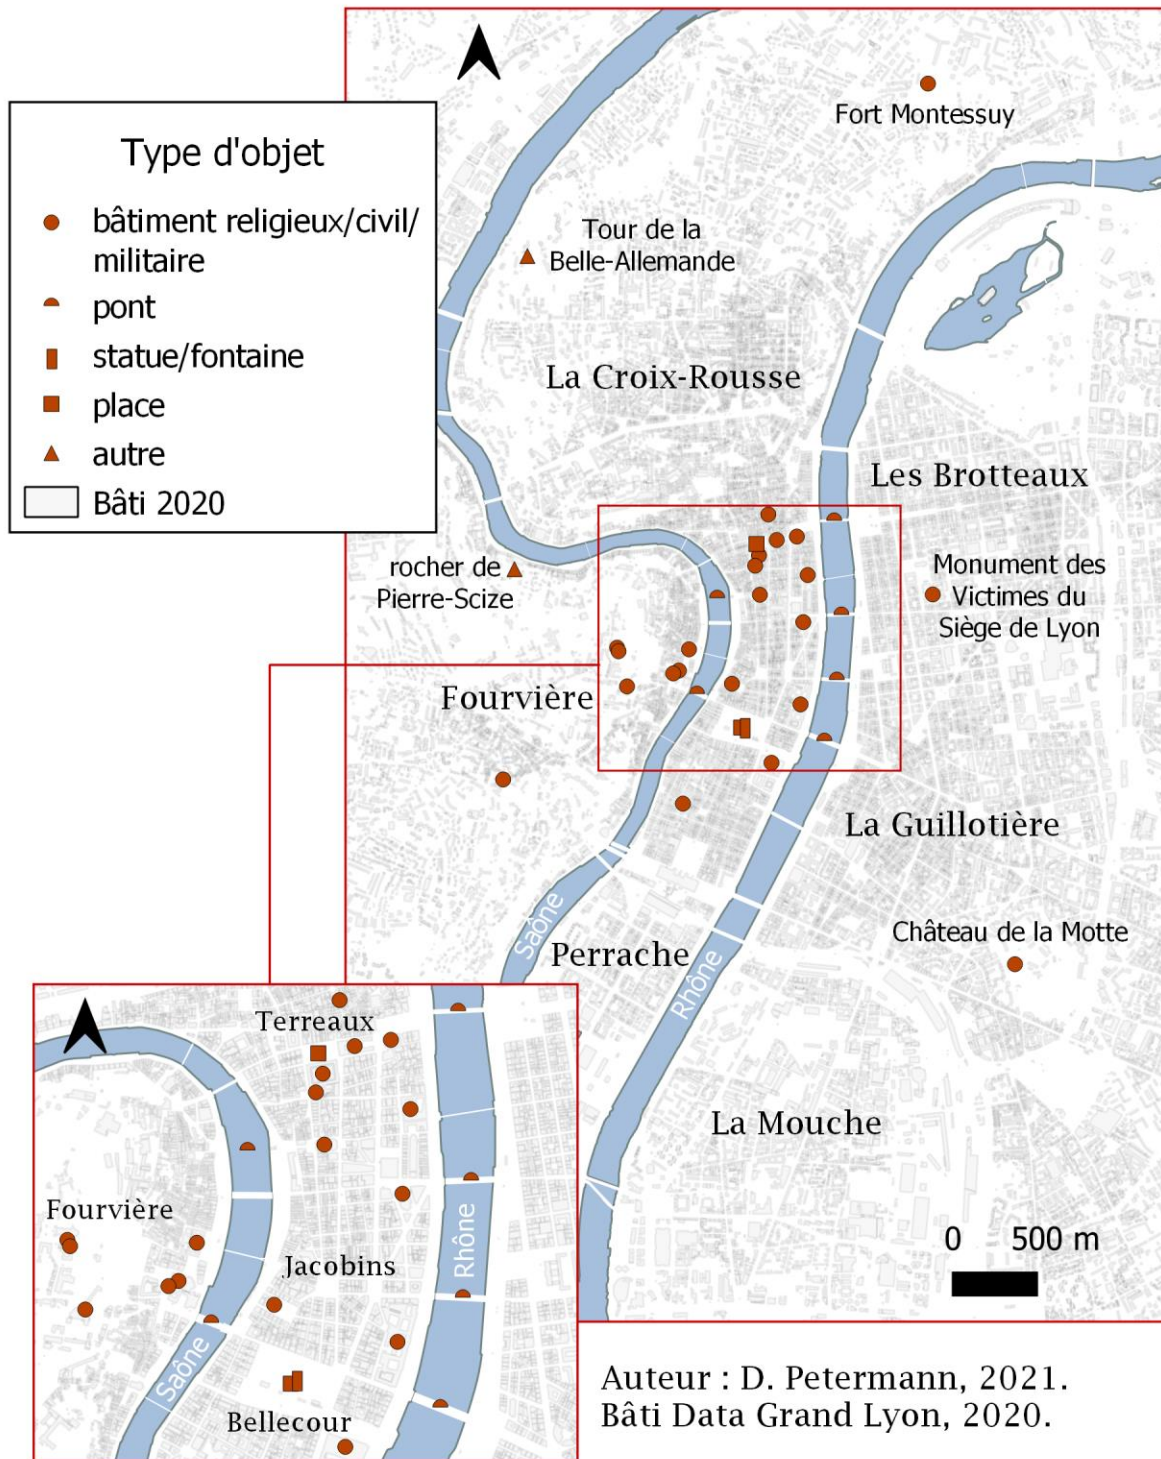 Type d'objet
bâtiment religieux/civil/
militaire
pont
statue/fontaine
place
autre
Bâti 2020
Fort Montessuy
Tour de la
Belle-Allemande
La Croix-Rousse
Les Brotteaux
rocher de
Pierre-Scize
Monument des
Victimes du
Siège de Lyon
Fourvière
La Guillotière
Saône
Perrache
Rhône
Château de la Motte
La Mouche
0 500 m
Terreaux
Fourvière
Jacobins
Rhône
Saône
Bellecour
Auteur : D. Petermann, 2021.
Bâti Data Grand Lyon, 2020.